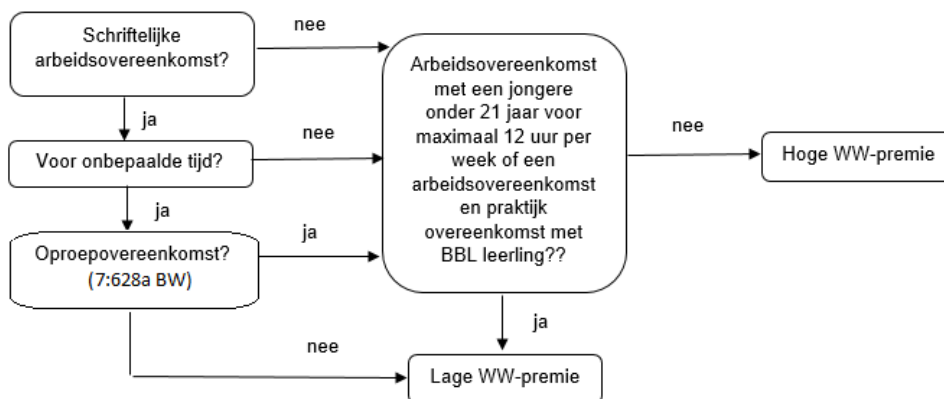 Schriftelijke
arbeidsovereenkomst?
nee
ja
Voor onbepaalde tijd?
nee
ja
Oproepovereenkomst?
(7:628a BW)
ja
nee
Arbeidsovereenkomst
met een jongere
onder 21 jaar voor
maximaal 12 uur per
week of een
arbeidsovereenkomst
en praktijk
overeenkomst met
BBL leerling??
nee
Hoge WW-premie
ja
Lage WW-premie